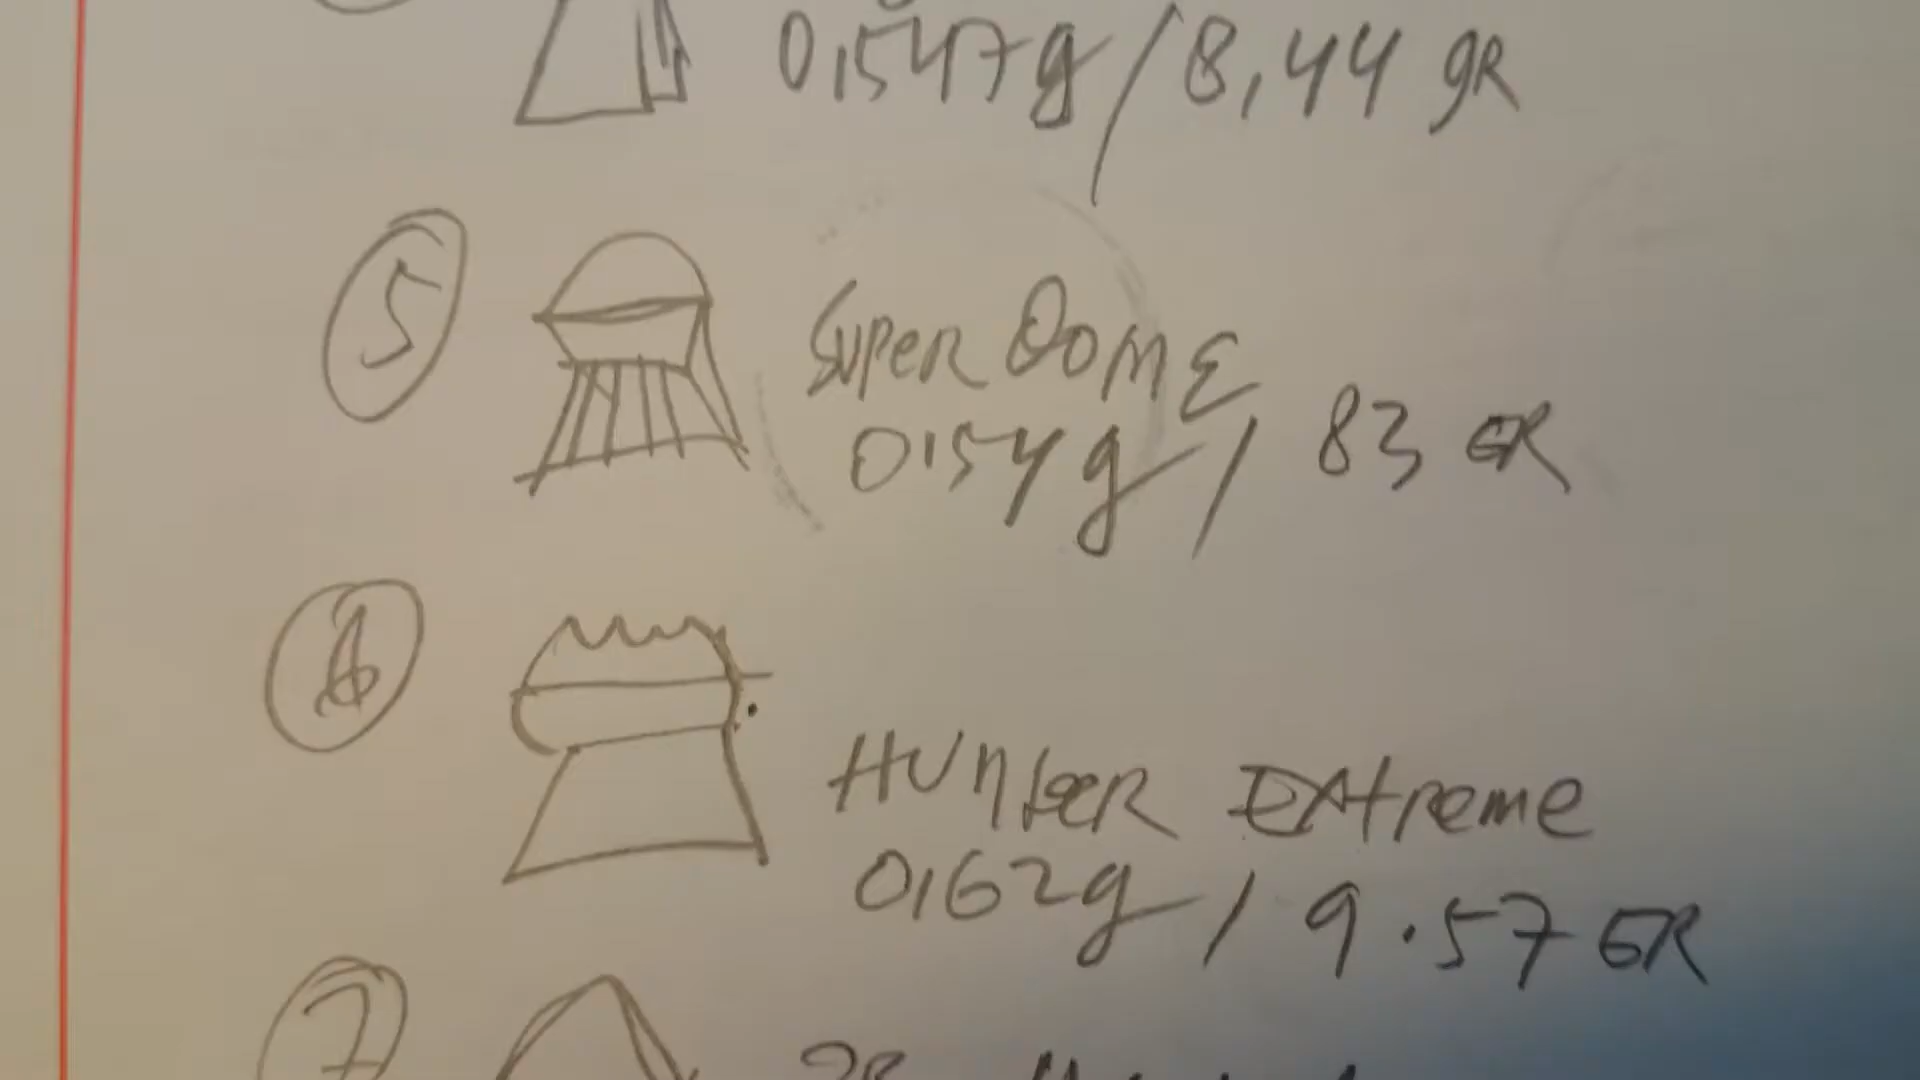 0,547g / 8,44 gR
5
SUPER DOME
0,54g / 83 GR
6
HUNteR EXtReme
0,62g / 9.57 GR
7